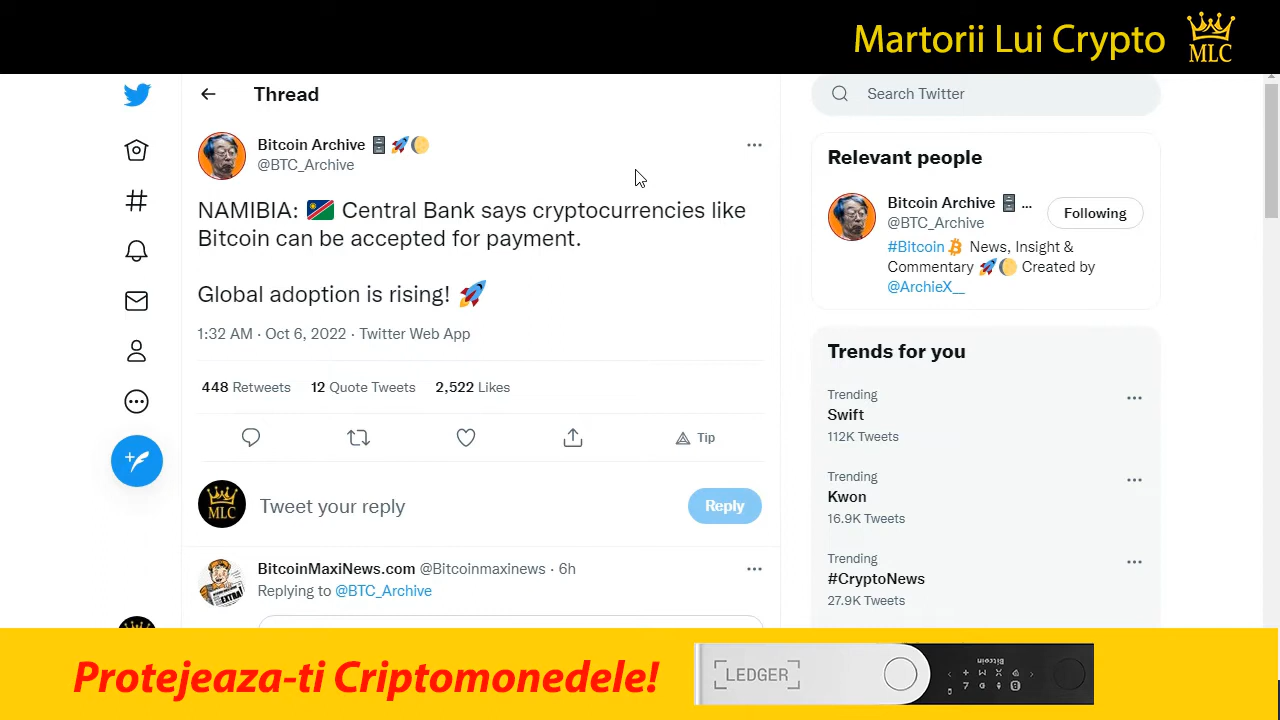 Martorii Lui Crypto
MLC
Thread
Search Twitter
Bitcoin Archive 🗄️🚀🌔
@BTC_Archive
NAMIBIA: 🇳🇦 Central Bank says cryptocurrencies like
Bitcoin can be accepted for payment.
Global adoption is rising! 🚀
1:32 AM · Oct 6, 2022 · Twitter Web App
448 Retweets 12 Quote Tweets 2,522 Likes
Tip
MLC
Tweet your reply
Reply
BitcoinMaxiNews.com @Bitcoinmaxinews · 6h
Replying to @BTC_Archive
EXTRA
Relevant people
Bitcoin Archive 🗄️ ...
@BTC_Archive
Following
#Bitcoin News, Insight &
Commentary 🚀🌔 Created by
@ArchieX__
Trends for you
Trending
Swift
112K Tweets
Trending
Kwon
16.9K Tweets
Trending
#CryptoNews
27.9K Tweets
Protejeaza-ti Criptomonedele!
LEDGER
Bitcoin